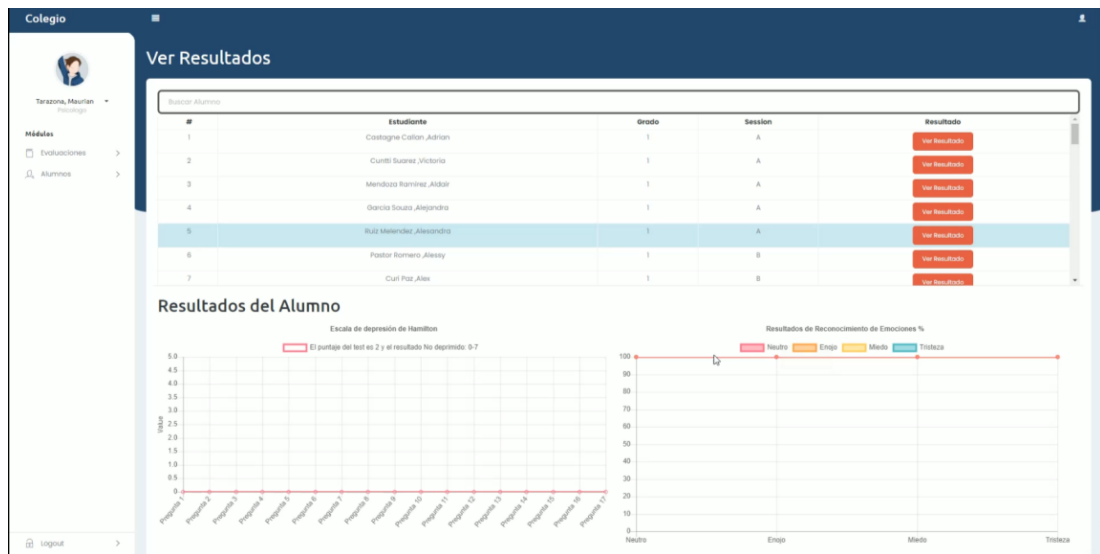 Colegio
Tarazona, Maurian
Psicologo
Módulos
Evaluaciones
Alumnos
Logout
Ver Resultados
Buscar Alumno
# Estudiante Grado Session Resultado
1 Castagne Callan ,Adrian 1 A Ver Resultado
2 Cuntti Suarez ,Victoria 1 A Ver Resultado
3 Mendoza Ramirez ,Aldair 1 A Ver Resultado
4 Garcia Souza ,Alejandra 1 A Ver Resultado
5 Ruiz Melendez ,Alesandra 1 A Ver Resultado
6 Pastor Romero ,Alessy 1 B Ver Resultado
7 Curi Paz ,Alex 1 B Ver Resultado
Resultados del Alumno
Escala de depresión de Hamilton
El puntaje del test es 2 y el resultado No deprimido: 0-7
Value
5.0
4.5
4.0
3.5
3.0
2.5
2.0
1.5
1.0
0.5
0
Pregunta 1
Pregunta 2
Pregunta 3
Pregunta 4
Pregunta 5
Pregunta 6
Pregunta 7
Pregunta 8
Pregunta 9
Pregunta 10
Pregunta 11
Pregunta 12
Pregunta 13
Pregunta 14
Pregunta 15
Pregunta 16
Pregunta 17
Resultados de Reconocimiento de Emociones %
Neutro Enojo Miedo Tristeza
100
90
80
70
60
50
40
30
20
10
0
Neutro Enojo Miedo Tristeza